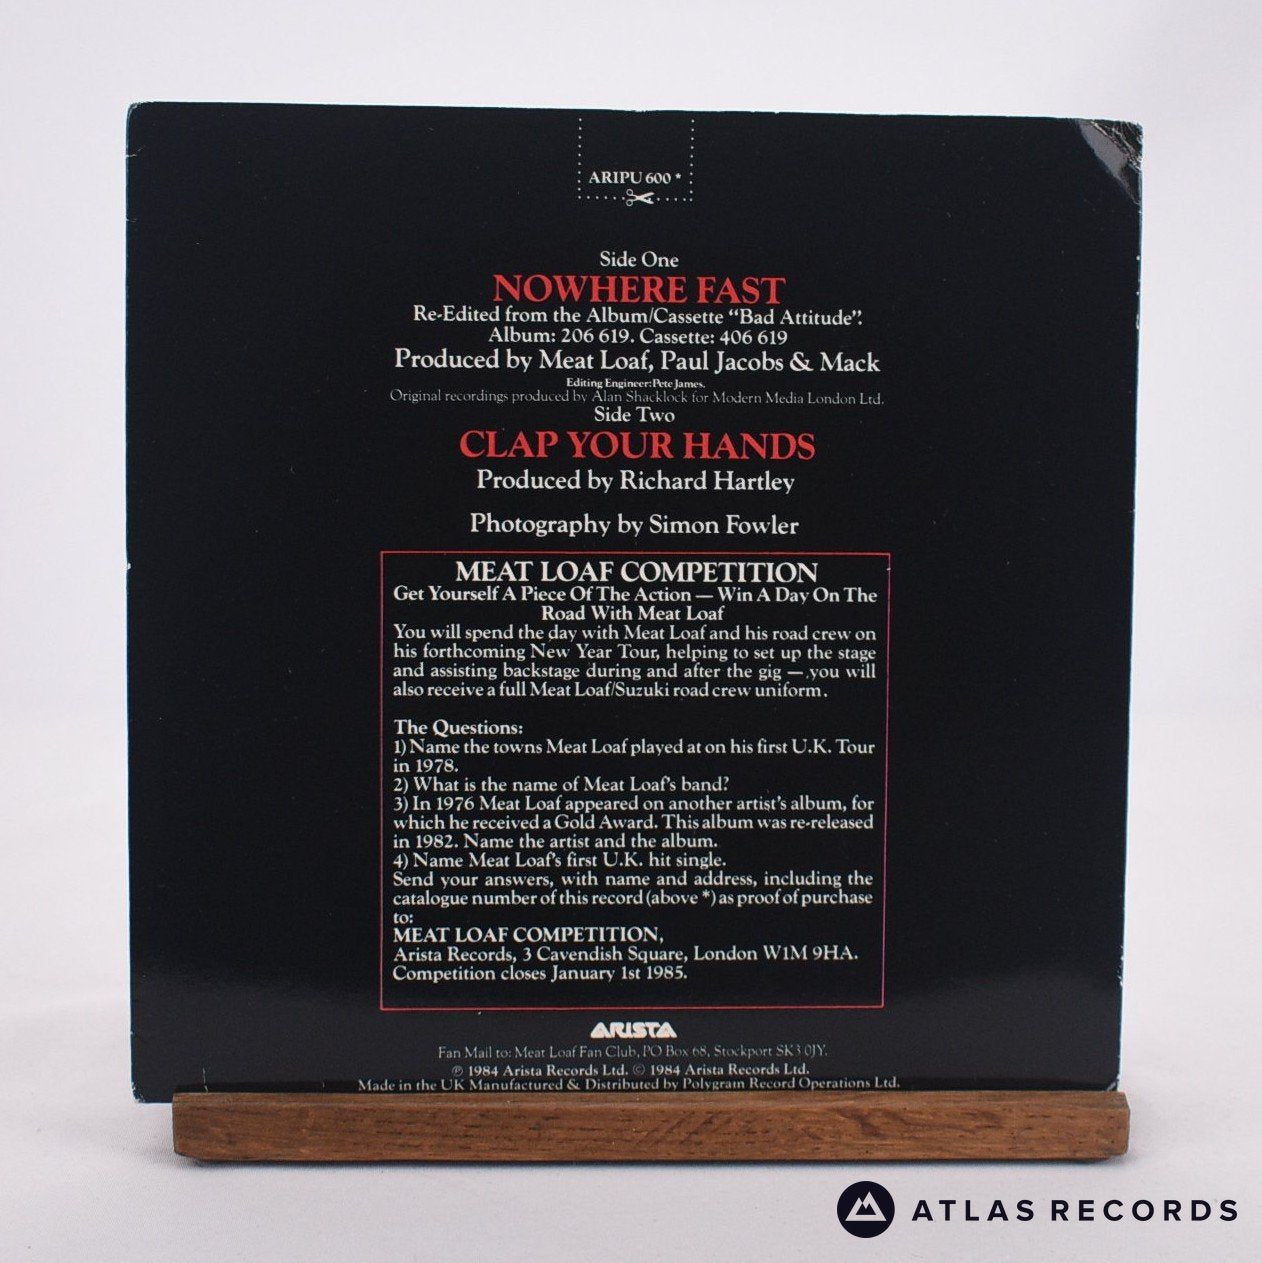 ARIPU 600 *
Side One
NOWHERE FAST
Re-Edited from the Album/Cassette “Bad Attitude”.
Album: 206 619. Cassette: 406 619
Produced by Meat Loaf, Paul Jacobs & Mack
Editing Engineer: Pete James.
Original recordings produced by Alan Shacklock for Modern Media London Ltd.
Side Two
CLAP YOUR HANDS
Produced by Richard Hartley
Photography by Simon Fowler
MEAT LOAF COMPETITION
Get Yourself A Piece Of The Action — Win A Day On The
Road With Meat Loaf
You will spend the day with Meat Loaf and his road crew on
his forthcoming New Year Tour, helping to set up the stage
and assisting backstage during and after the gig — you will
also receive a full Meat Loaf/Suzuki road crew uniform.
The Questions:
1) Name the towns Meat Loaf played at on his first U.K. Tour
in 1978.
2) What is the name of Meat Loaf's band?
3) In 1976 Meat Loaf appeared on another artist's album, for
which he received a Gold Award. This album was re-released
in 1982. Name the artist and the album.
4) Name Meat Loaf's first U.K. hit single.
Send your answers, with name and address, including the
catalogue number of this record (above *) as proof of purchase
to:
MEAT LOAF COMPETITION,
Arista Records, 3 Cavendish Square, London W1M 9HA.
Competition closes January 1st 1985.
ARISTA
Fan Mail to: Meat Loaf Fan Club, PO Box 68, Stockport SK3 0JY.
℗ 1984 Arista Records Ltd. © 1984 Arista Records Ltd.
Made in the UK Manufactured & Distributed by Polygram Record Operations Ltd.
ATLAS RECORDS